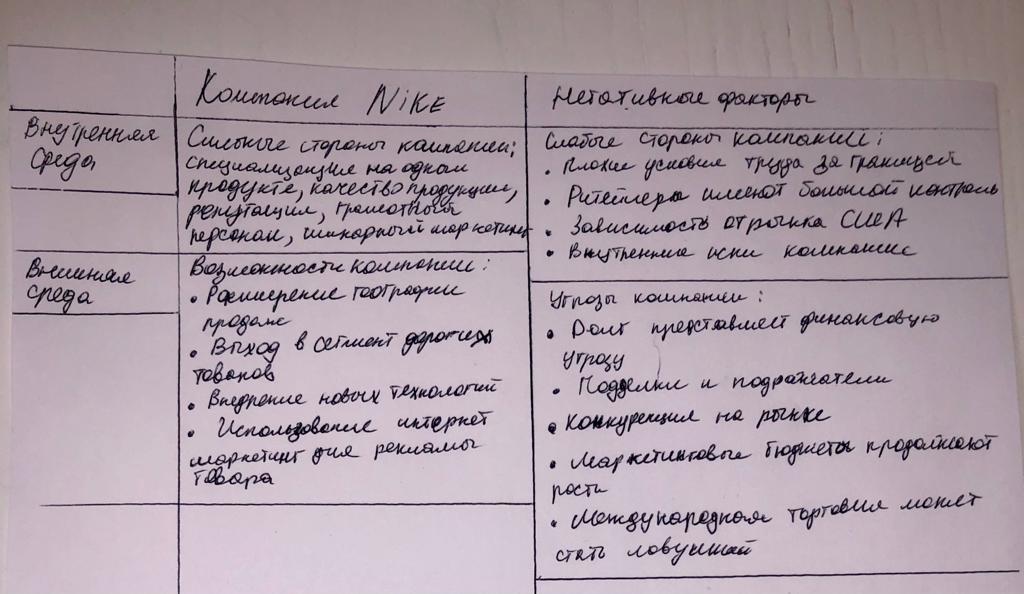 Компания NIKE
Негативные факторы
Внутренняя
среда
Сильные стороны компании:
специализация на одном
продукте, качество продукции,
репутация, грамотный
персонал, шикарный маркетинг
Слабые стороны компании:
• Плохие условия труда за границей
• Ритейлеры имеют большой контроль
• Зависимость от рынка США
• Внутренние иски компании
Внешняя
среда
Возможности компании:
• Расширение географии
продаж
• Выход в сегмент дорогих
товаров
• Внедрение новых технологий
• Использование интернет
маркетинг для рекламы
товара
Угрозы компании:
• Долг представляет финансовую
угрозу
• Подделки и подражатели
• Конкуренция на рынке
• Маркетинговые бюджеты продолжают
расти
• Международная торговля может
стать ловушкой